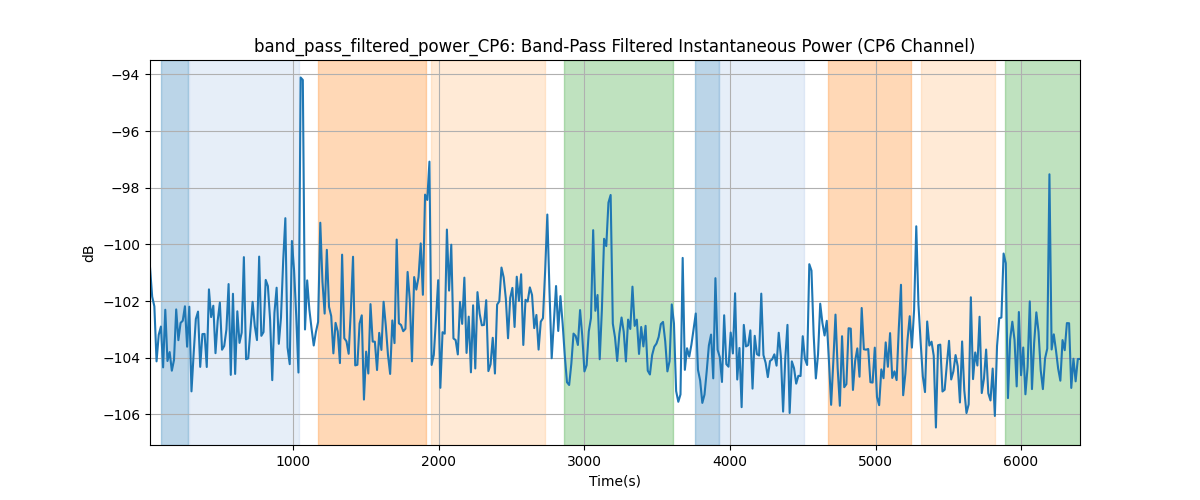 band_pass_filtered_power_CP6: Band-Pass Filtered Instantaneous Power (CP6 Channel)
−94
−96
−98
−100
−102
−104
−106
dB
1000 2000 3000 4000 5000 6000
Time(s)